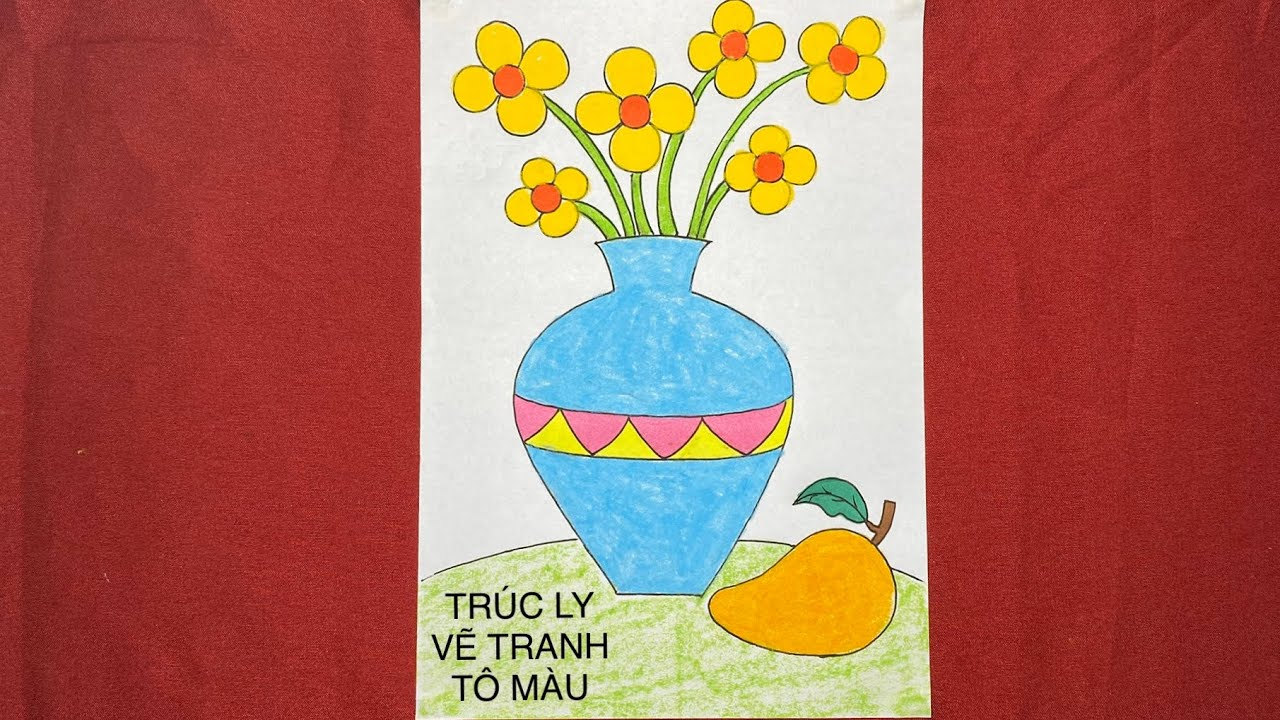 TRÚC LY
VẼ TRANH
TÔ MÀU